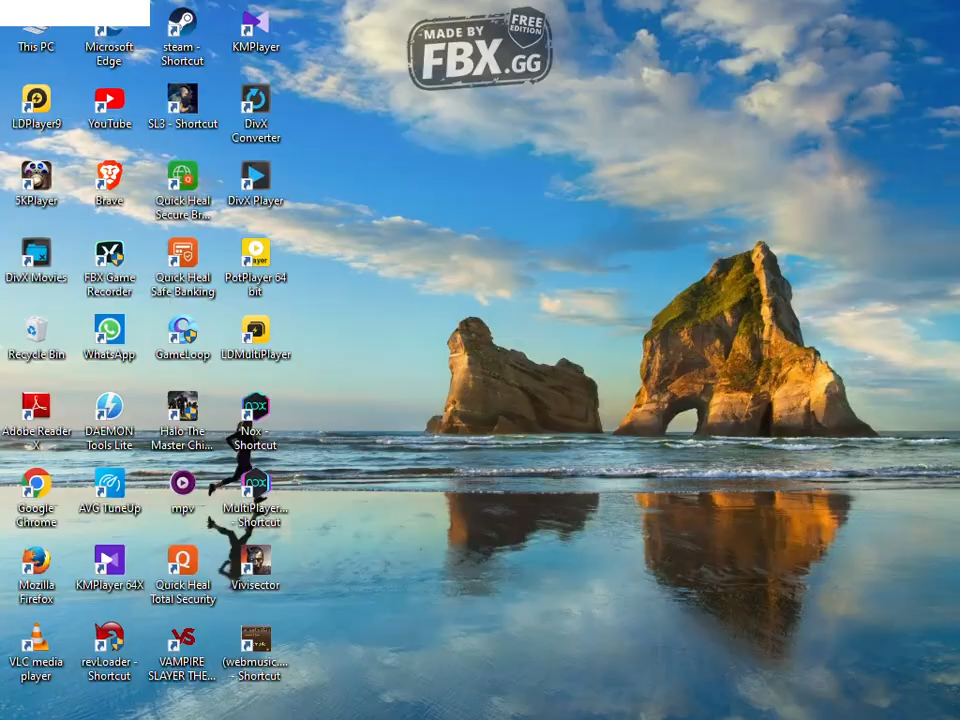 MADE BY
FREE
EDITION
FBX.GG
This PC
Microsoft
Edge
steam -
Shortcut
KMPlayer
LDPlayer9
YouTube
SL3 - Shortcut
DivX
Converter
5KPlayer
Brave
Quick Heal
Secure Br...
DivX Player
DivX Movies
FBX Game
Recorder
Quick Heal
Safe Banking
PotPlayer 64
bit
Recycle Bin
WhatsApp
GameLoop
LDMultiPlayer
Adobe Reader
X
DAEMON
Tools Lite
Halo The
Master Chi...
Nox -
Shortcut
Google
Chrome
AVG TuneUp
mpv
MultiPlayer...
- Shortcut
Mozilla
Firefox
KMPlayer 64X
Quick Heal
Total Security
Vivisector
VLC media
player
revLoader -
Shortcut
VAMPIRE
SLAYER THE...
(webmusic....
- Shortcut